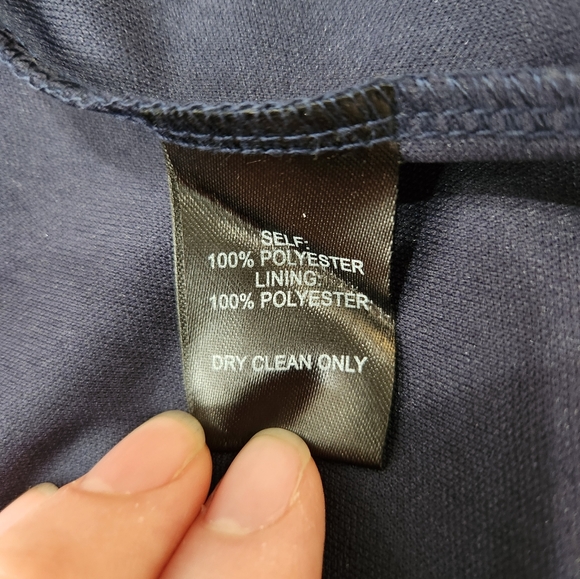 SELF:
100% POLYESTER
LINING:
100% POLYESTER
DRY CLEAN ONLY